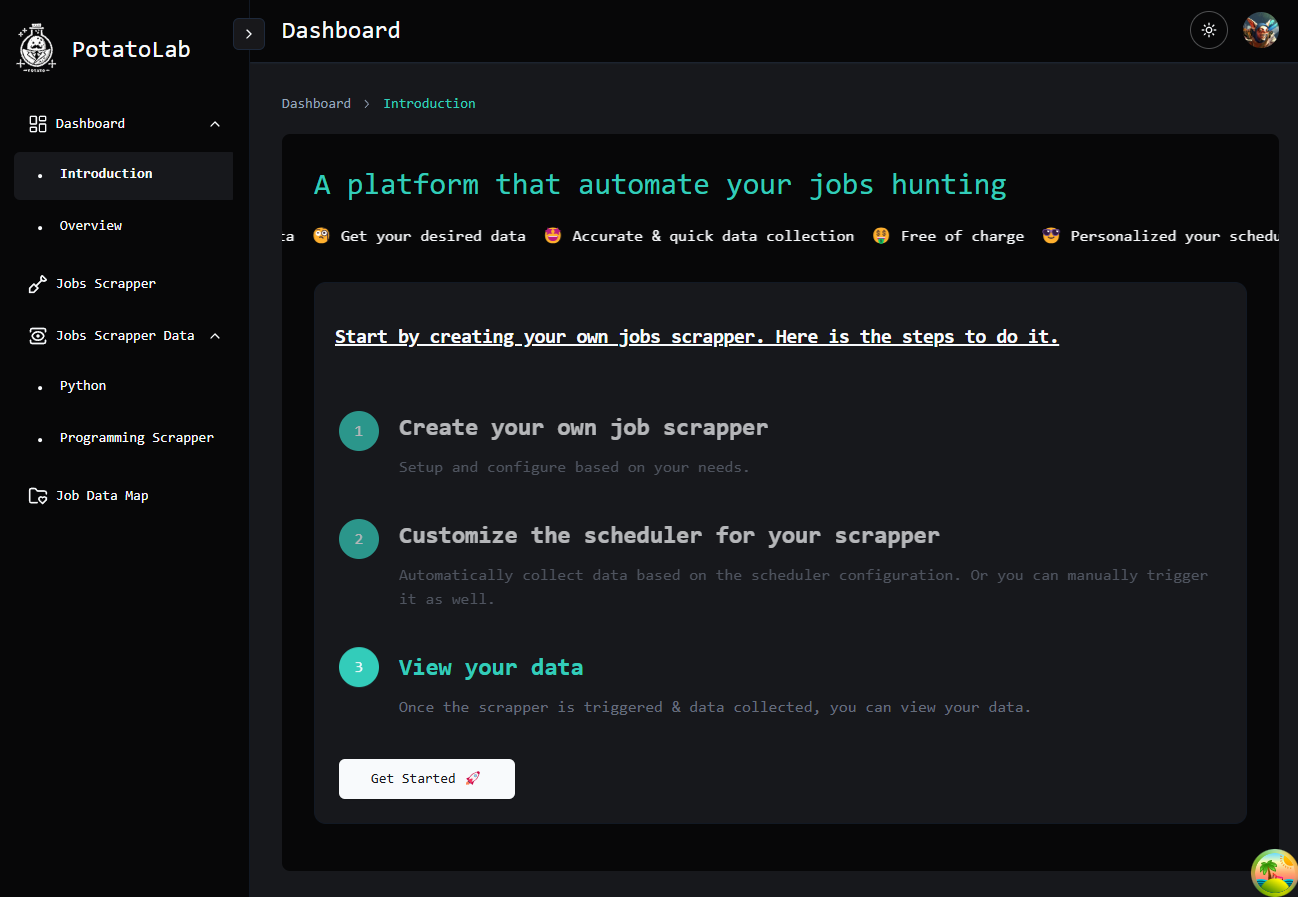 PotatoLab
Dashboard
Introduction
Overview
Jobs Scrapper
Jobs Scrapper Data
Python
Programming Scrapper
Job Data Map
Dashboard
Dashboard > Introduction
A platform that automate your jobs hunting
ta 🧐 Get your desired data 🤩 Accurate & quick data collection 🤑 Free of charge 😎 Personalized your schedu
Start by creating your own jobs scrapper. Here is the steps to do it.
1 Create your own job scrapper
Setup and configure based on your needs.
2 Customize the scheduler for your scrapper
Automatically collect data based on the scheduler configuration. Or you can manually trigger
it as well.
3 View your data
Once the scrapper is triggered & data collected, you can view your data.
Get Started 🚀